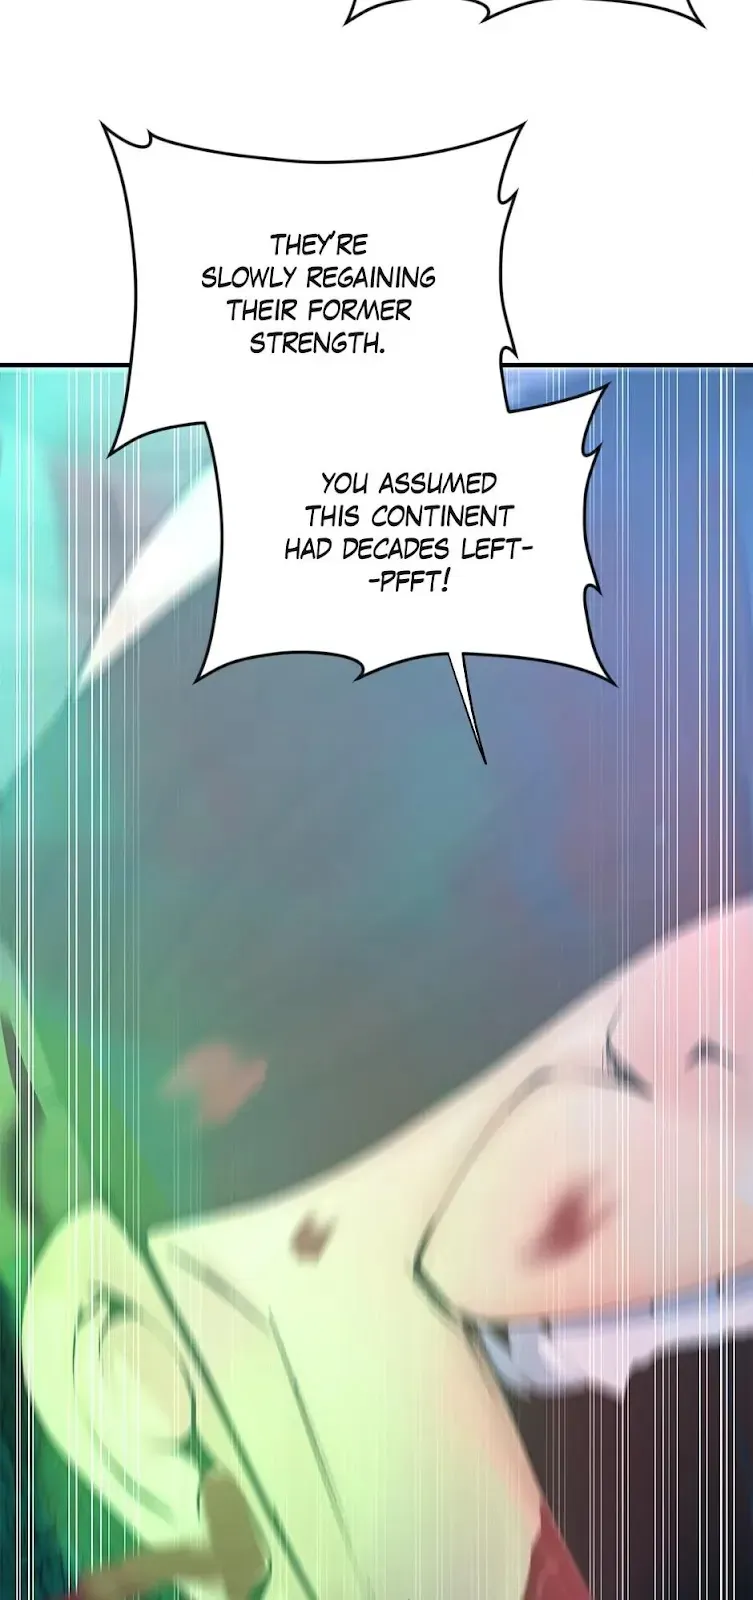 THEY'RE
SLOWLY REGAINING
THEIR FORMER
STRENGTH.
YOU ASSUMED
THIS CONTINENT
HAD DECADES LEFT-
-PFFT!